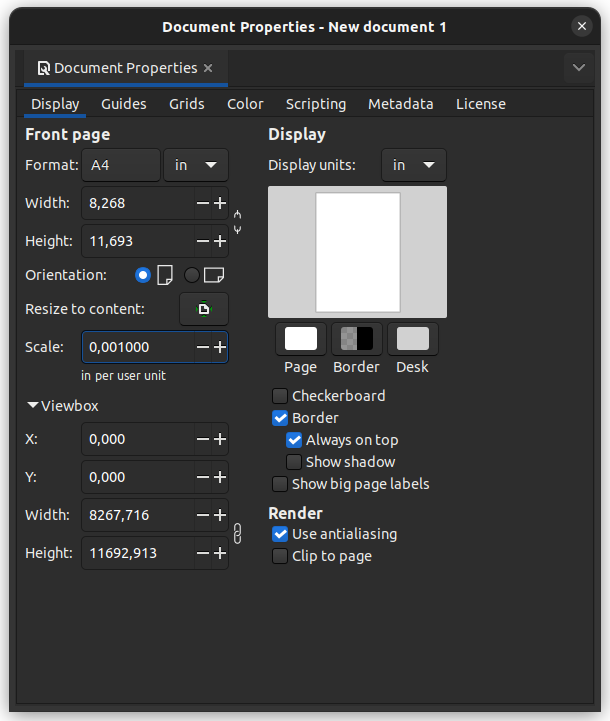 Document Properties - New document 1
Document Properties
Display Guides Grids Color Scripting Metadata License
Front page
Format: A4 in
Width: 8,268
Height: 11,693
Orientation:
Resize to content:
Scale: 0,001000
in per user unit
Viewbox
X: 0,000
Y: 0,000
Width: 8267,716
Height: 11692,913
Display
Display units: in
Page Border Desk
Checkerboard
Border
Always on top
Show shadow
Show big page labels
Render
Use antialiasing
Clip to page